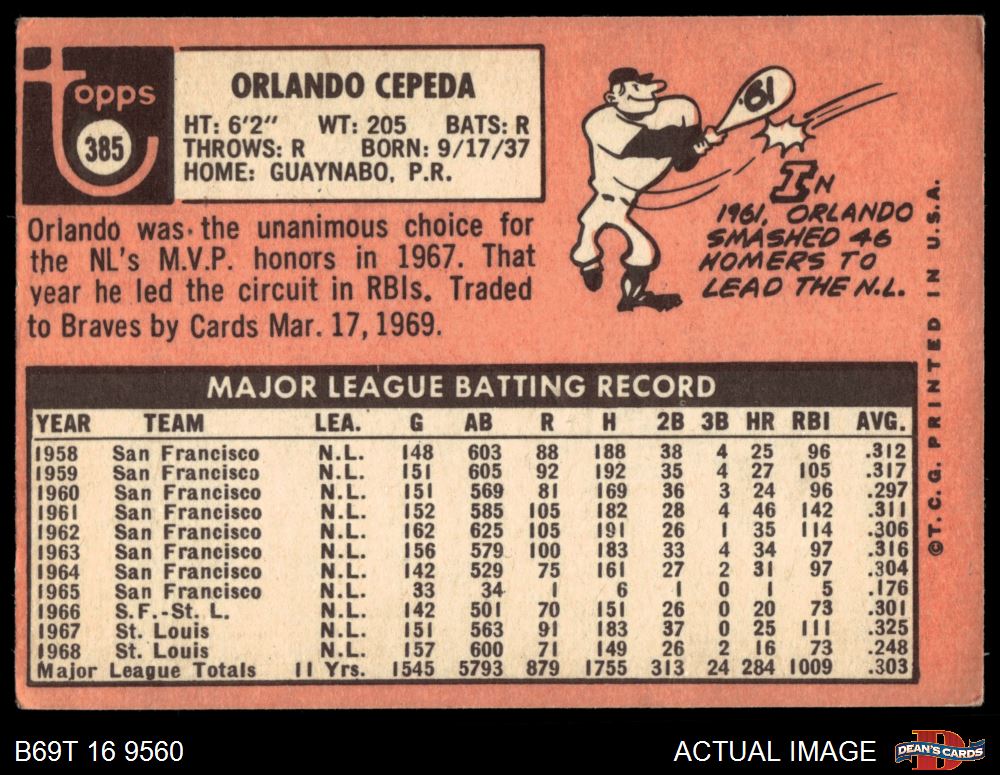 Topps
385
ORLANDO CEPEDA
HT: 6'2" WT: 205 BATS: R
THROWS: R BORN: 9/17/37
HOME: GUAYNABO, P.R.
Orlando was the unanimous choice for
the NL's M.V.P. honors in 1967. That
year he led the circuit in RBIs. Traded
to Braves by Cards Mar. 17, 1969.
'61
IN
1961, ORLANDO
SMASHED 46
HOMERS TO
LEAD THE N.L.
MAJOR LEAGUE BATTING RECORD
YEAR TEAM LEA. G AB R H 2B 3B HR RBI AVG.
1958 San Francisco N.L. 148 603 88 188 38 4 25 96 .312
1959 San Francisco N.L. 151 605 92 192 35 4 27 105 .317
1960 San Francisco N.L. 151 569 81 169 36 3 24 96 .297
1961 San Francisco N.L. 152 585 105 182 28 4 46 142 .311
1962 San Francisco N.L. 162 625 105 191 26 1 35 114 .306
1963 San Francisco N.L. 156 579 100 183 33 4 34 97 .316
1964 San Francisco N.L. 142 529 75 161 27 2 31 97 .304
1965 San Francisco N.L. 33 34 1 6 1 0 1 5 .176
1966 S.F.-St. L. N.L. 142 501 70 151 26 0 20 73 .301
1967 St. Louis N.L. 151 563 91 183 37 0 25 111 .325
1968 St. Louis N.L. 157 600 71 149 26 2 16 73 .248
Major League Totals 11 Yrs. 1545 5793 879 1755 313 24 284 1009 .303
©T.C.G. PRINTED IN U.S.A.
B69T 16 9560
ACTUAL IMAGE
D
DEAN'S CARDS